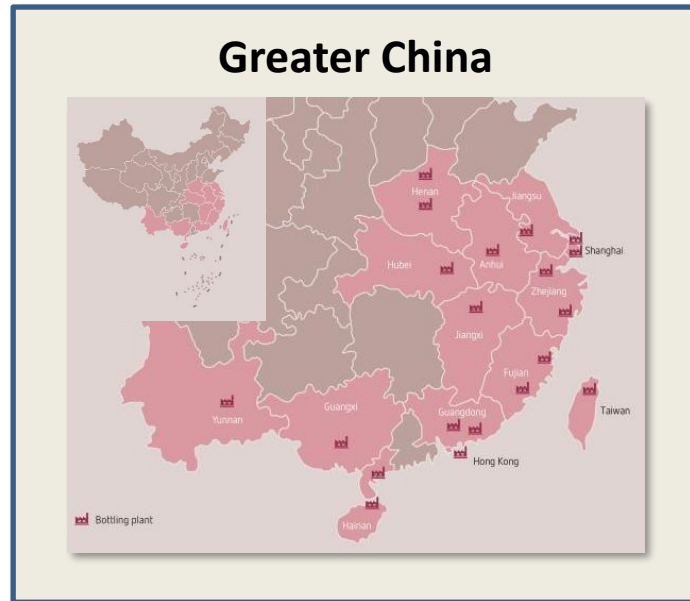 Greater China
Henan
Jiangsu
Shanghai
Hubei
Anhui
Zhejiang
Jiangxi
Fujian
Guangxi
Guangdong
Taiwan
Yunnan
Hong Kong
Bottling plant
Hainan